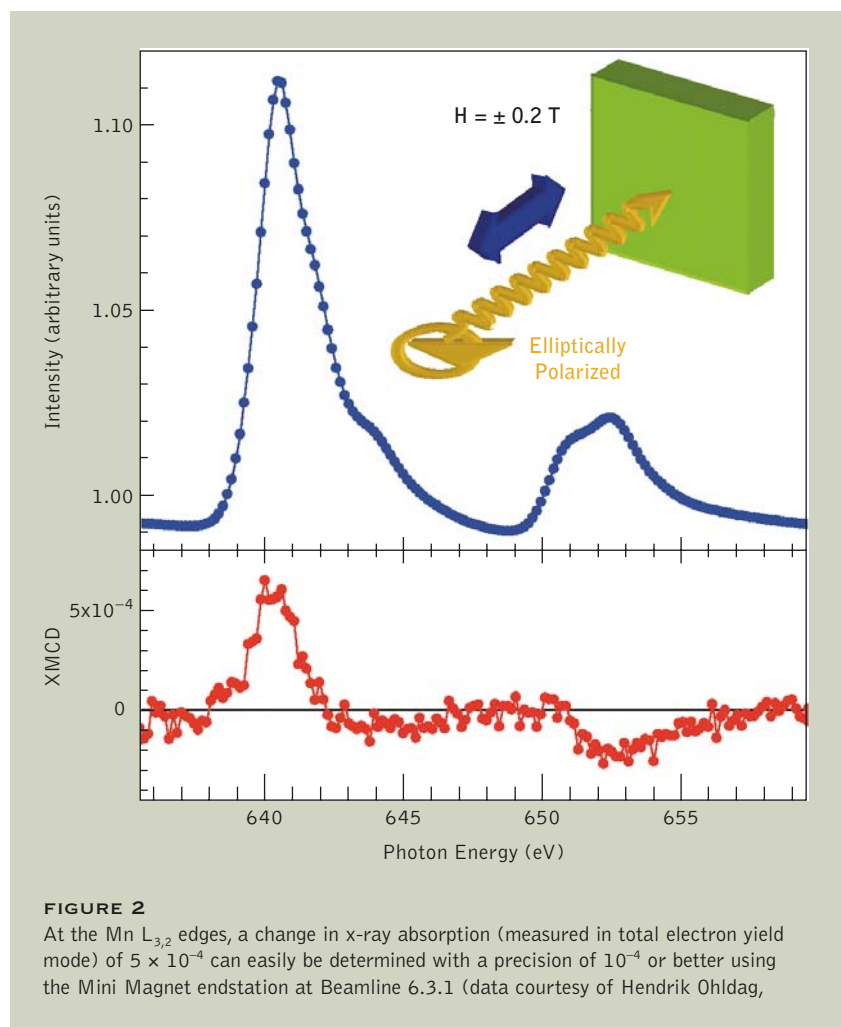 H = ± 0.2 T
Elliptically
Polarized
Intensity (arbitrary units)
1.10
1.05
1.00
XMCD
5x10⁻⁴
0
640 645 650 655
Photon Energy (eV)
FIGURE 2
At the Mn L₃,₂ edges, a change in x-ray absorption (measured in total electron yield
mode) of 5 × 10⁻⁴ can easily be determined with a precision of 10⁻⁴ or better using
the Mini Magnet endstation at Beamline 6.3.1 (data courtesy of Hendrik Ohldag,